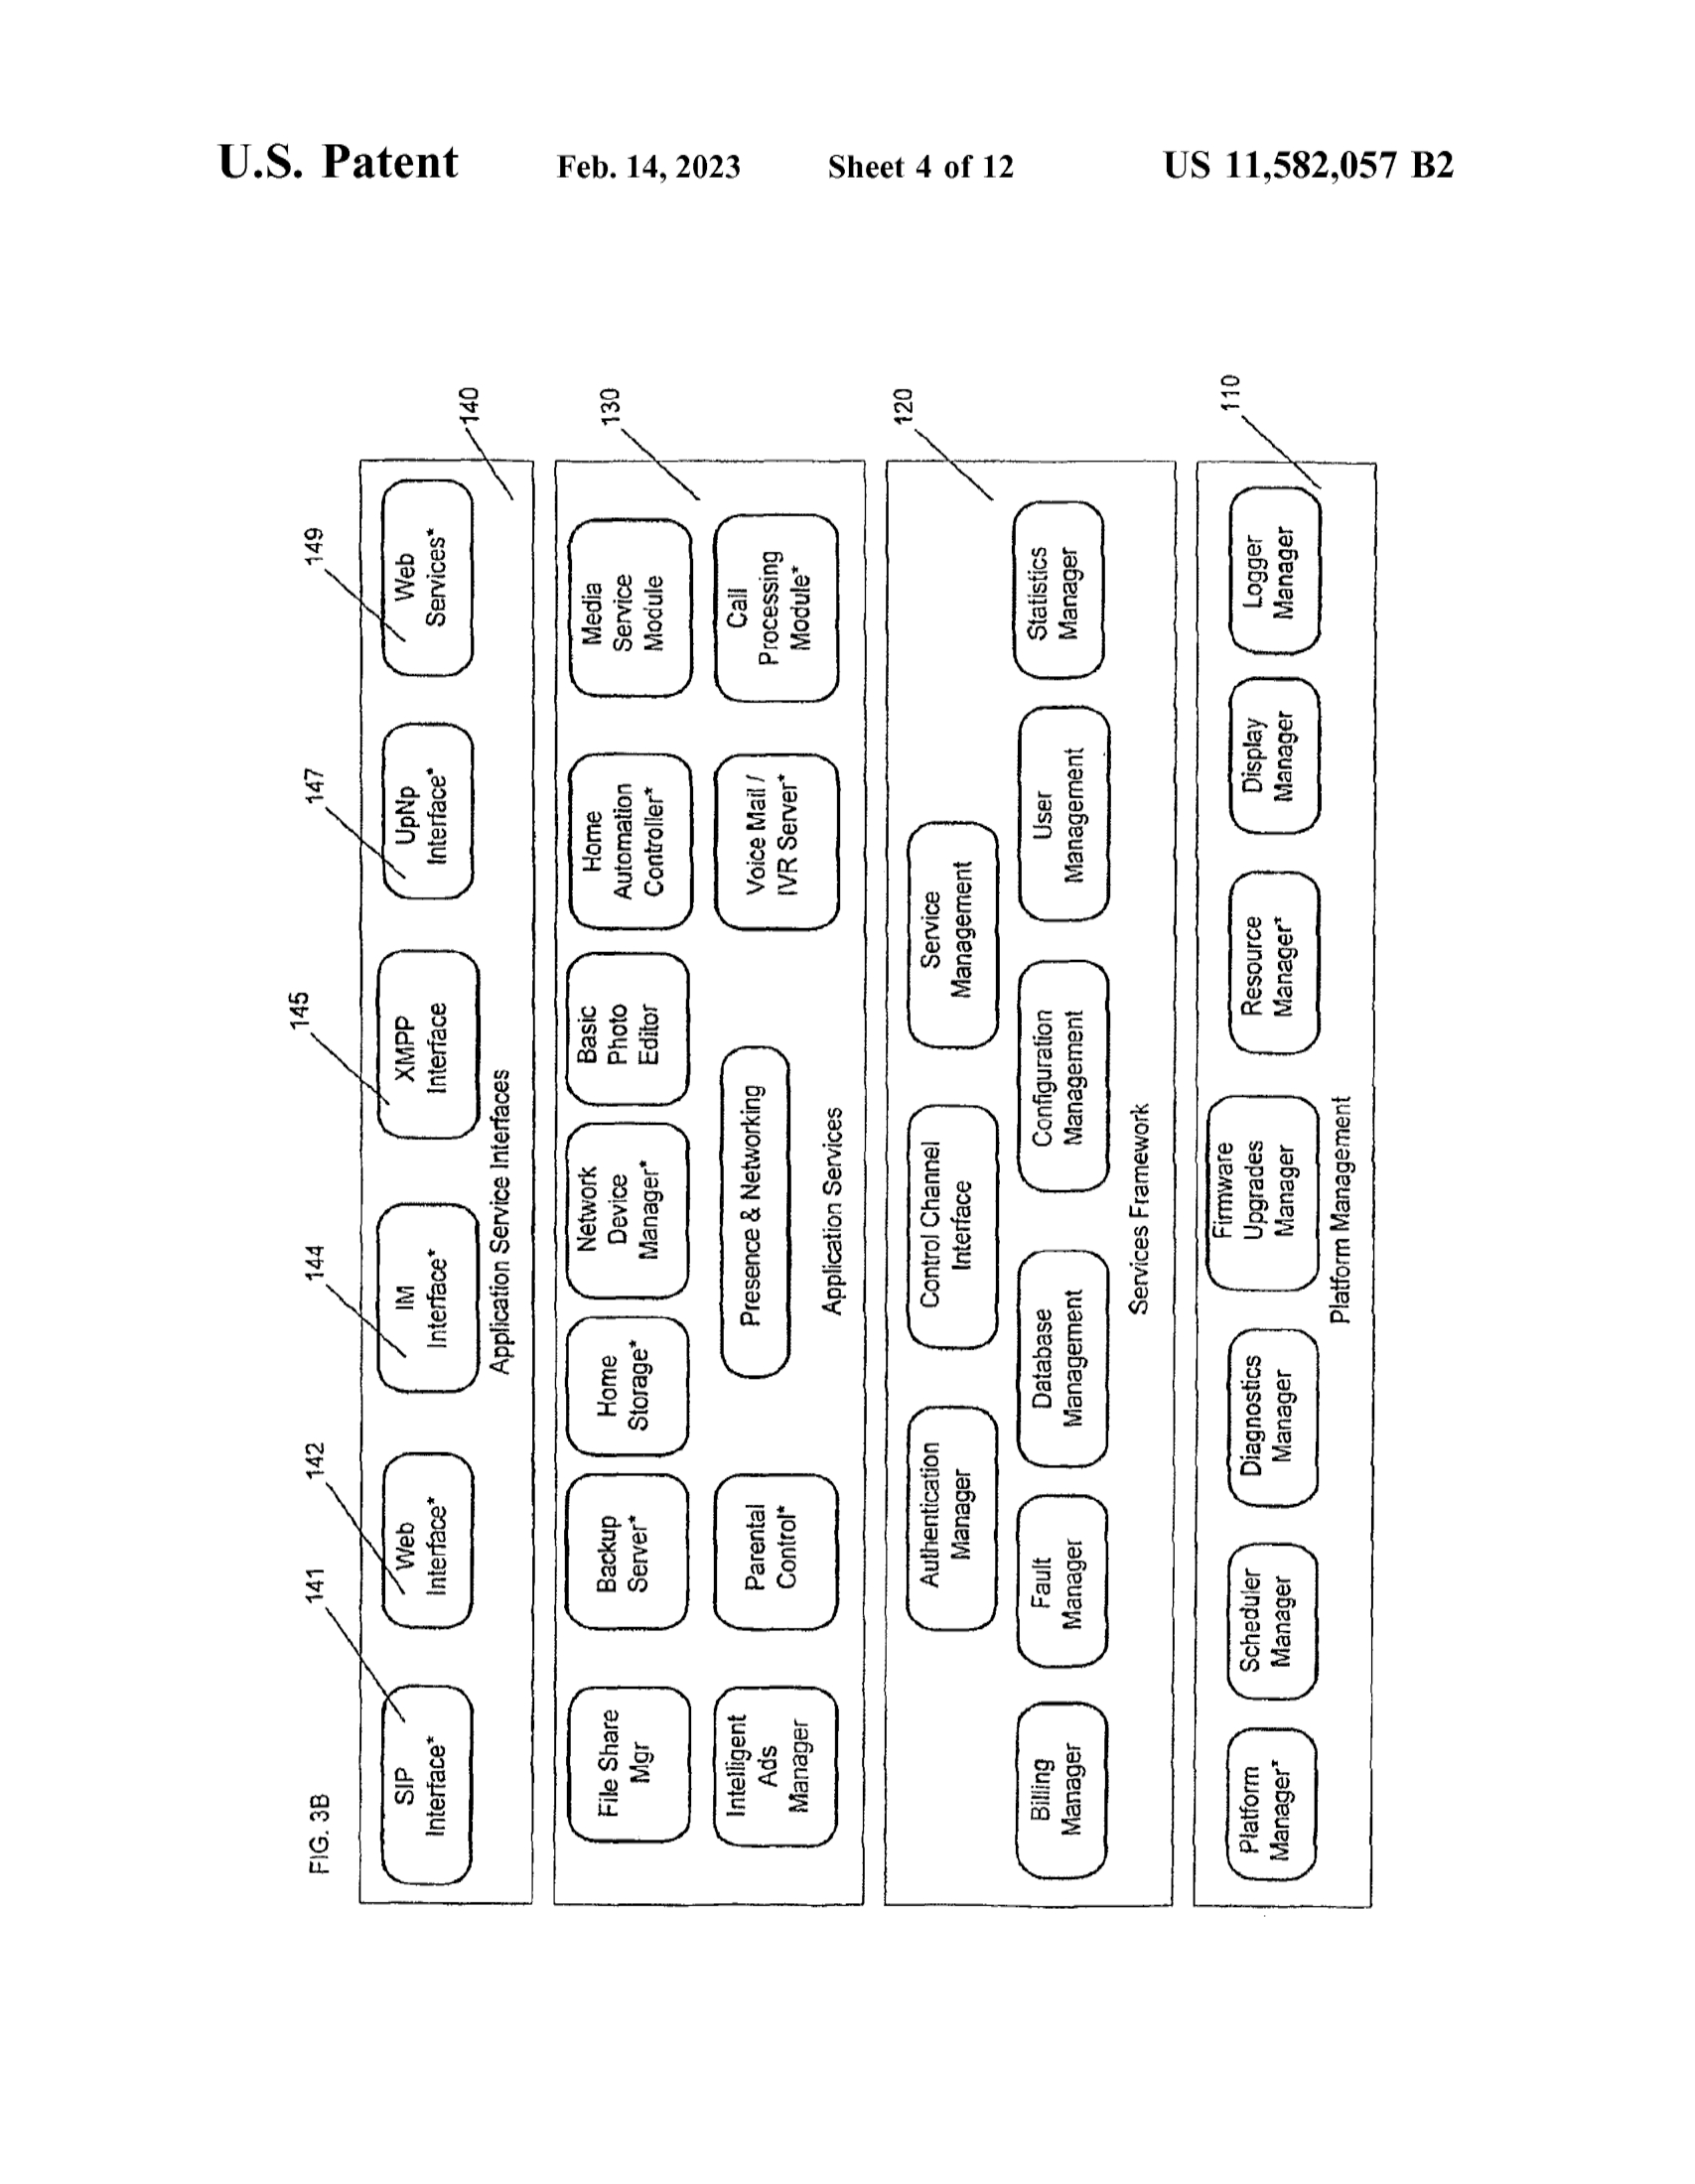 U.S. Patent Feb. 14, 2023 Sheet 4 of 12 US 11,582,057 B2
FIG. 3B
141
142
144
145
147
149
SIP
Interface*
Web
Interface*
IM
Interface*
XMPP
Interface
UpNp
Interface*
Web
Services*
Application Service Interfaces
140
File Share
Mgr
Backup
Server*
Home
Storage*
Network
Device
Manager*
Basic
Photo
Editor
Home
Automation
Controller*
Media
Service
Module
130
Intelligent
Ads
Manager
Parental
Control*
Presence & Networking
Voice Mail /
IVR Server*
Call
Processing
Module*
Application Services
Authentication
Manager
Control Channel
Interface
Service
Management
120
Billing
Manager
Fault
Manager
Database
Management
Configuration
Management
User
Management
Statistics
Manager
Services Framework
Platform
Manager*
Scheduler
Manager
Diagnostics
Manager
Firmware
Upgrades
Manager
Resource
Manager*
Display
Manager
Logger
Manager
110
Platform Management